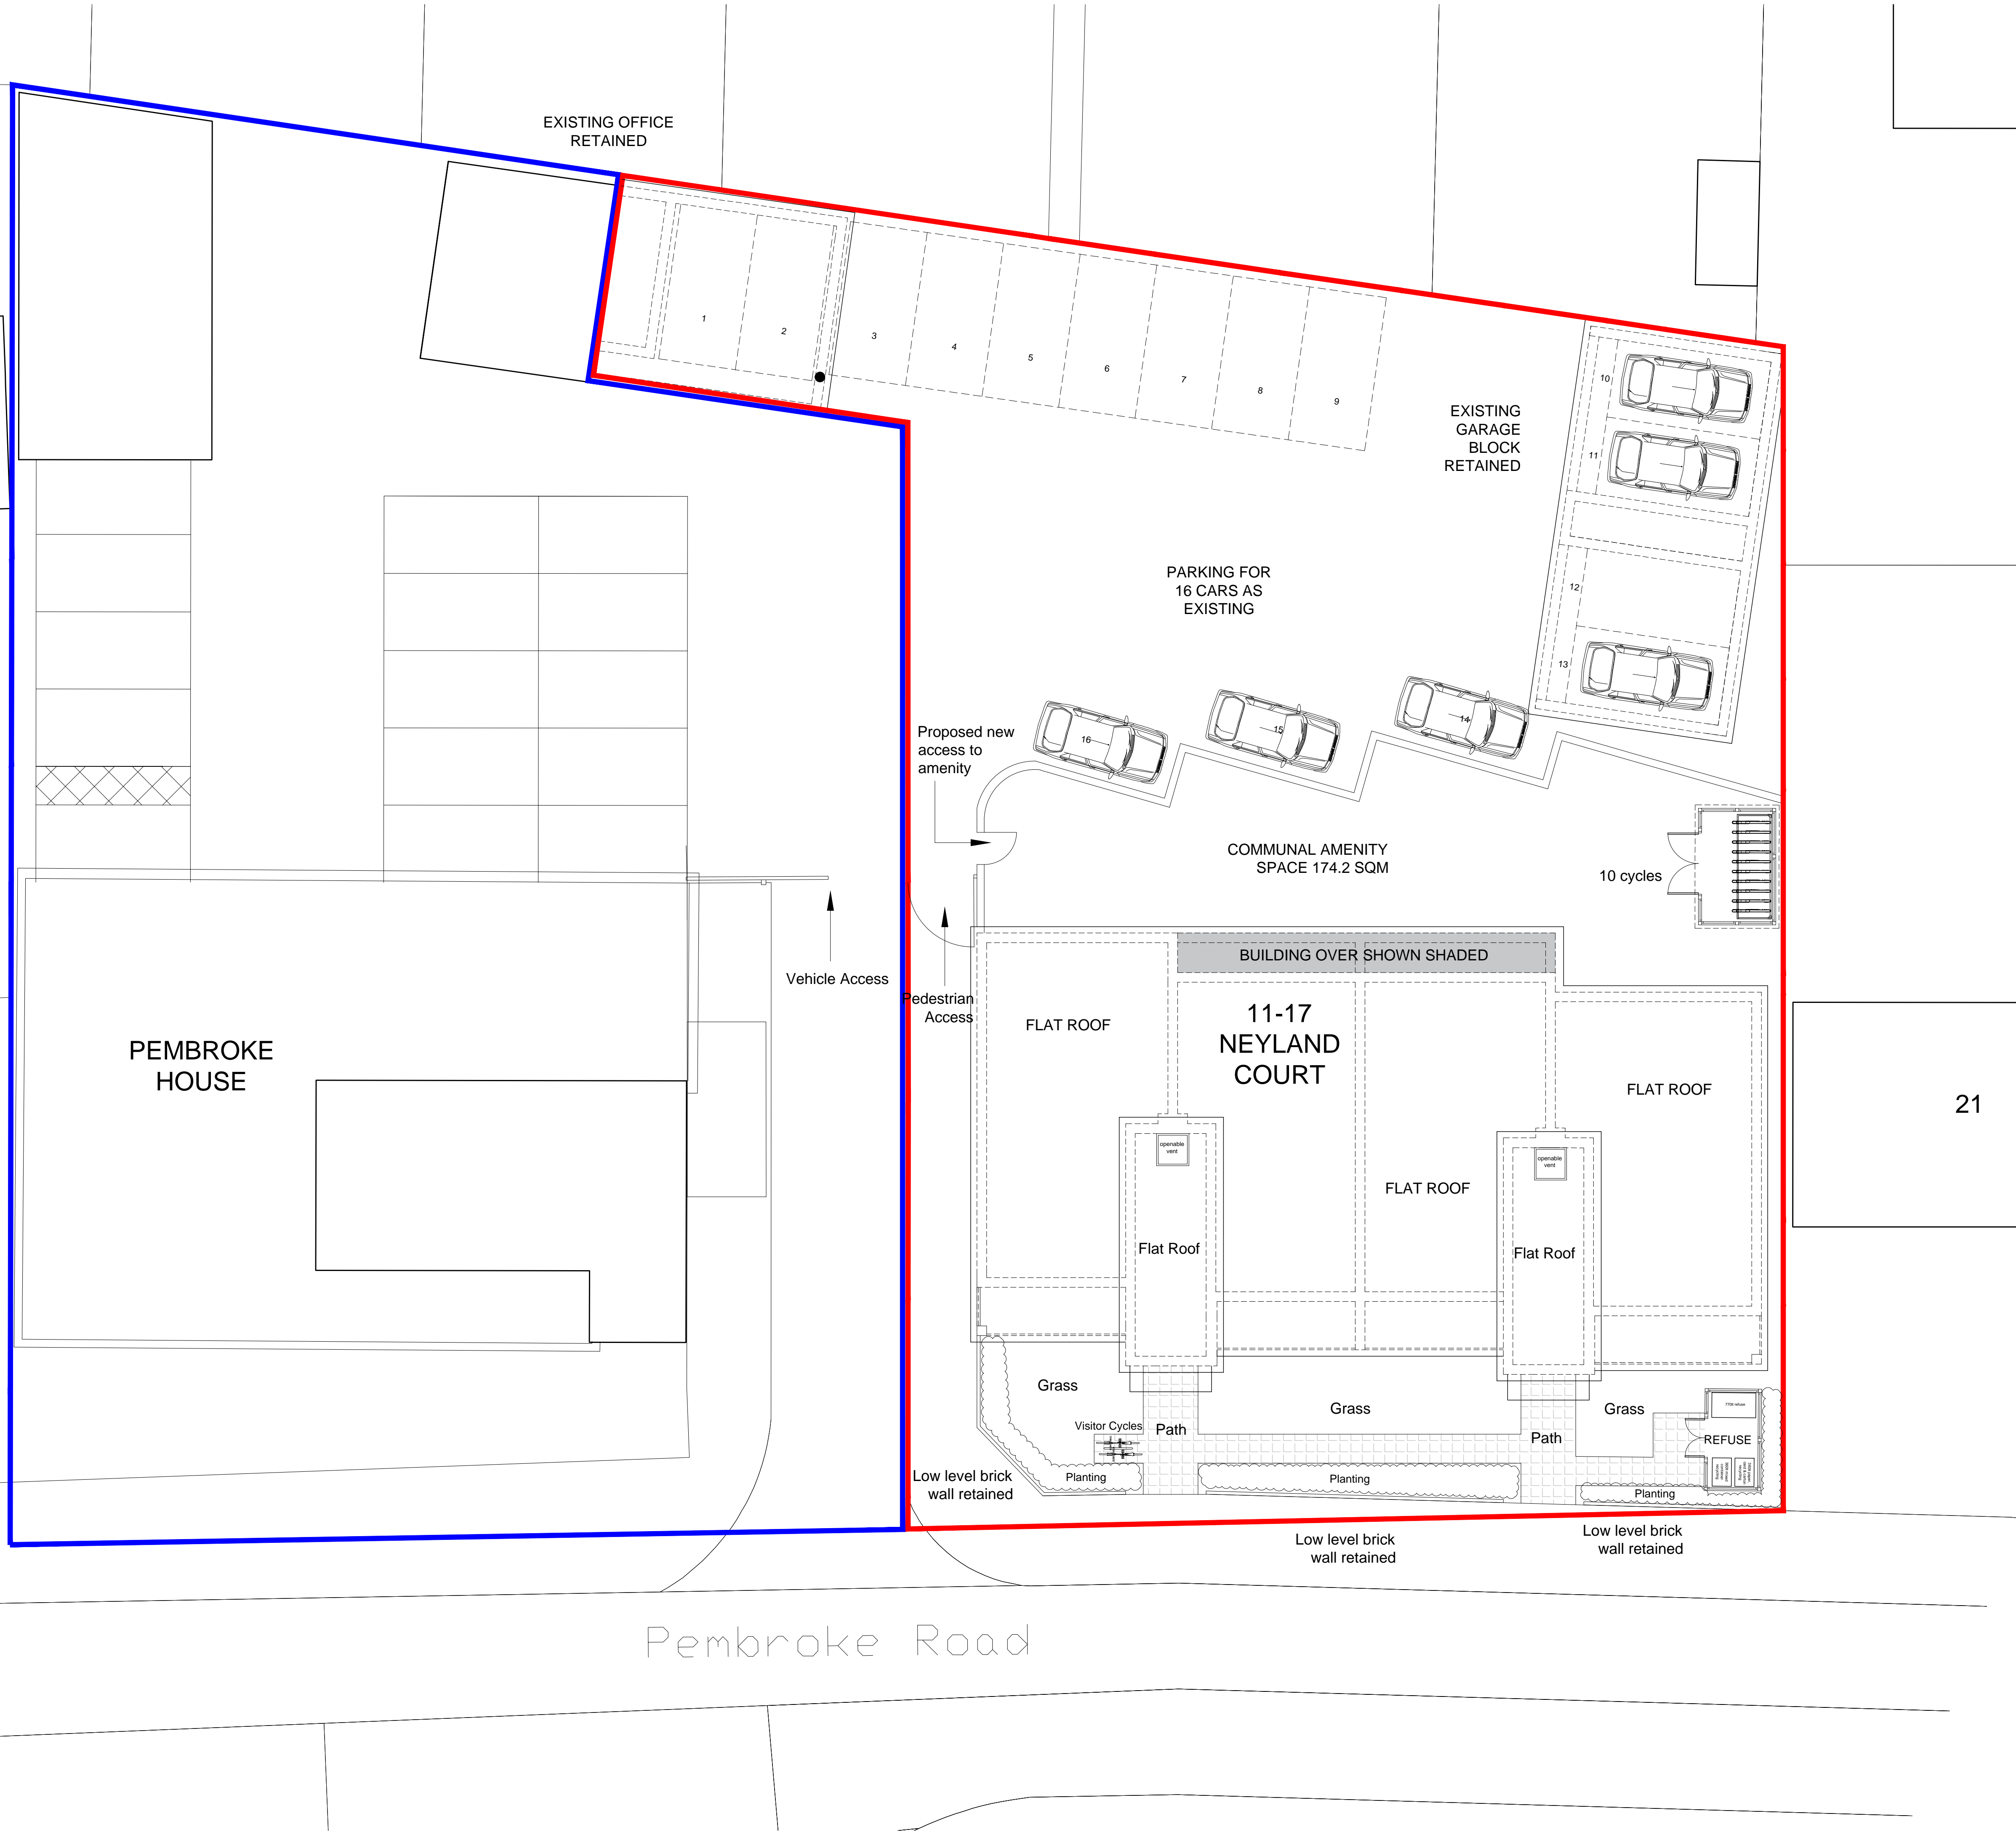 EXISTING OFFICE
RETAINED
1
2
3
4
5
6
7
8
9
10
11
12
13
EXISTING
GARAGE
BLOCK
RETAINED
PARKING FOR
16 CARS AS
EXISTING
14
15
16
Proposed new
access to
amenity
COMMUNAL AMENITY
SPACE 174.2 SQM
10 cycles
Vehicle Access
Pedestrian
Access
BUILDING OVER SHOWN SHADED
PEMBROKE
HOUSE
11-17
NEYLAND
COURT
FLAT ROOF
FLAT ROOF
FLAT ROOF
21
openable
vent
openable
vent
Flat Roof
Flat Roof
Grass
Grass
Grass
Visitor Cycles
Path
Path
REFUSE
Planting
Planting
Planting
Low level brick
wall retained
Low level brick
wall retained
Low level brick
wall retained
Pembroke Road